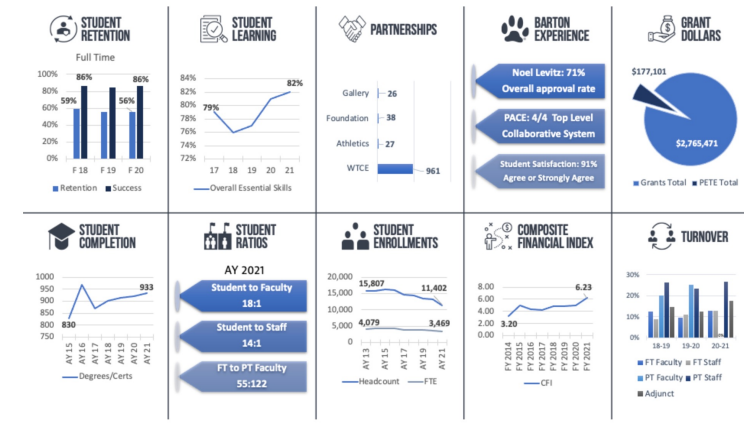 STUDENT
RETENTION
Full Time
100%
80%
60%
40%
20%
0%
59%
86%
56%
86%
F 18
F 19
F 20
Retention
Success
STUDENT
LEARNING
84%
82%
80%
78%
76%
74%
72%
79%
82%
17
18
19
20
21
Overall Essential Skills
PARTNERSHIPS
Gallery
26
Foundation
38
Athletics
27
WTCE
961
BARTON
EXPERIENCE
Noel Levitz: 71%
Overall approval rate
PACE: 4/4 Top Level
Collaborative System
Student Satisfaction: 91%
Agree or Strongly Agree
GRANT
DOLLARS
$177,101
$2,765,471
Grants Total
PETE Total
STUDENT
COMPLETION
1000
950
900
850
800
750
830
933
AY 15
AY 16
AY 17
AY 18
AY 19
AY 20
AY 21
Degrees/Certs
STUDENT
RATIOS
AY 2021
Student to Faculty
18:1
Student to Staff
14:1
FT to PT Faculty
55:122
STUDENT
ENROLLMENTS
20,000
15,000
10,000
5,000
0
15,807
11,402
4,079
3,469
AY 13
AY 15
AY 17
AY 19
AY 21
Headcount
FTE
COMPOSITE
FINANCIAL INDEX
8.00
6.00
4.00
2.00
0.00
3.20
6.23
FY 2014
FY 2015
FY 2016
FY 2017
FY 2018
FY 2019
FY 2020
FY 2021
CFI
TURNOVER
30%
20%
10%
0%
18-19
19-20
20-21
FT Faculty
FT Staff
PT Faculty
PT Staff
Adjunct